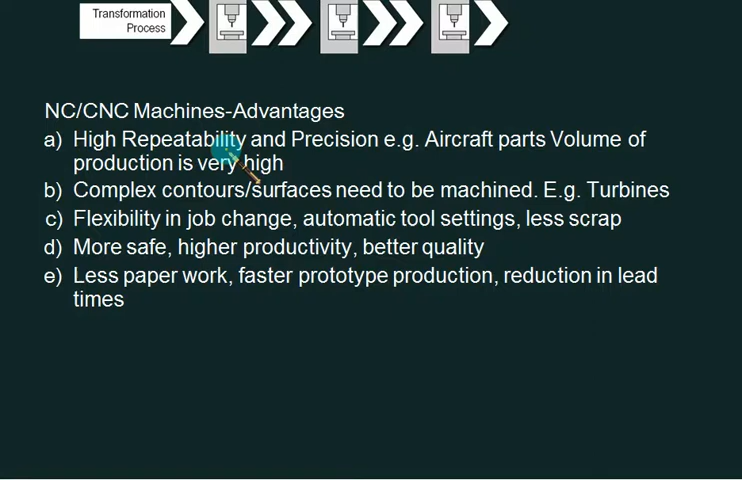 Transformation
Process
NC/CNC Machines-Advantages
a) High Repeatability and Precision e.g. Aircraft parts Volume of
production is very high
b) Complex contours/surfaces need to be machined. E.g. Turbines
c) Flexibility in job change, automatic tool settings, less scrap
d) More safe, higher productivity, better quality
e) Less paper work, faster prototype production, reduction in lead
times